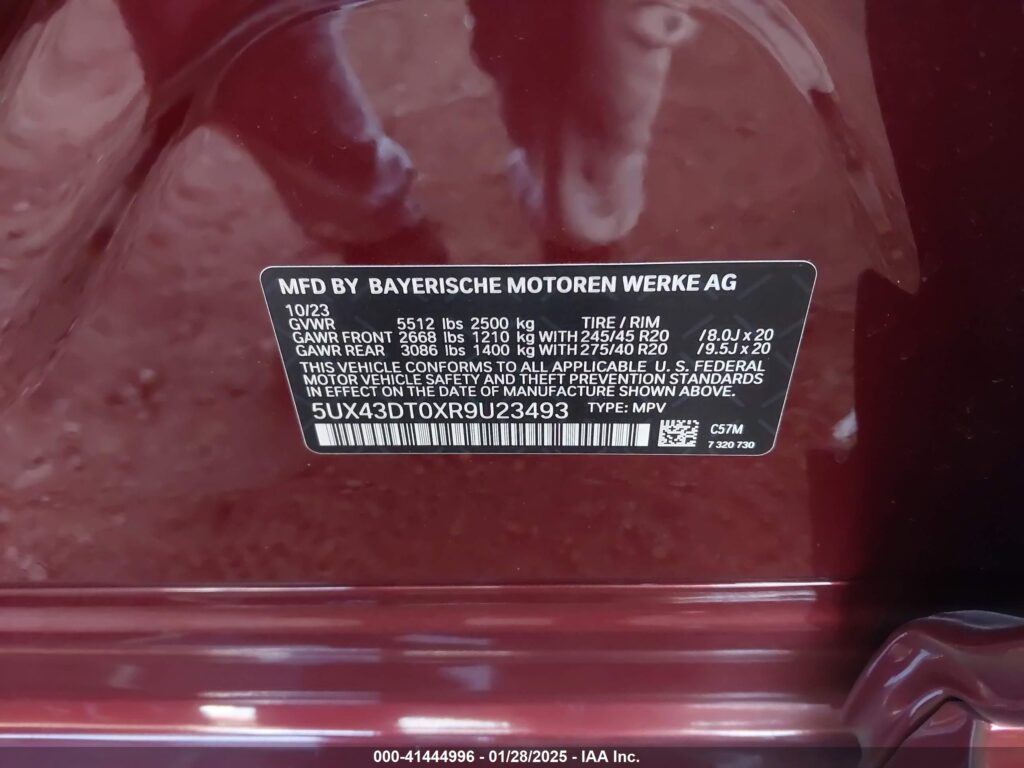 MFD BY BAYERISCHE MOTOREN WERKE AG
10/23
GVWR 5512 lbs 2500 kg TIRE / RIM
GAWR FRONT 2668 lbs 1210 kg WITH 245/45 R20 /8.0J x 20
GAWR REAR 3086 lbs 1400 kg WITH 275/40 R20 /9.5J x 20
THIS VEHICLE CONFORMS TO ALL APPLICABLE U. S. FEDERAL
MOTOR VEHICLE SAFETY AND THEFT PREVENTION STANDARDS
IN EFFECT ON THE DATE OF MANUFACTURE SHOWN ABOVE.
5UX43DT0XR9U23493 TYPE: MPV
C57M
7 320 730
000-41444996 - 01/28/2025 - IAA Inc.